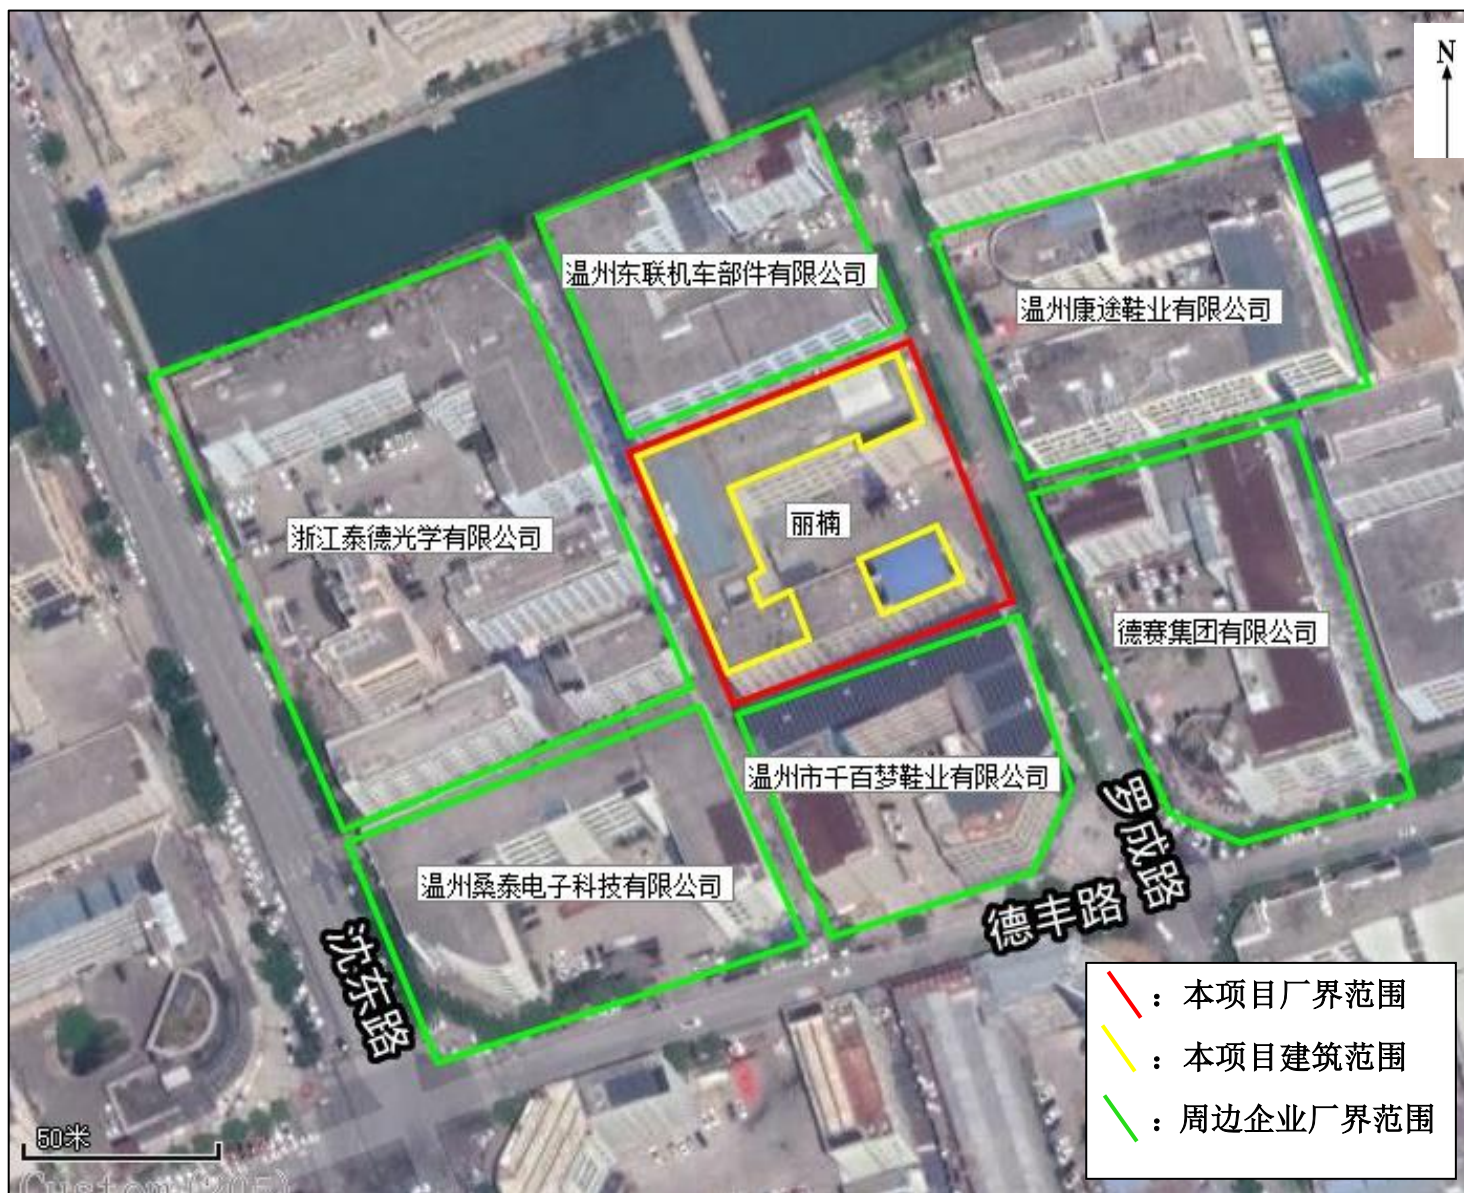 N
温州东联机车部件有限公司
温州康途鞋业有限公司
浙江泰德光学有限公司
丽楠
德赛集团有限公司
温州市千百梦鞋业有限公司
温州桑泰电子科技有限公司
罗成路
德丰路
沈东路
：本项目厂界范围
：本项目建筑范围
：周边企业厂界范围
50米